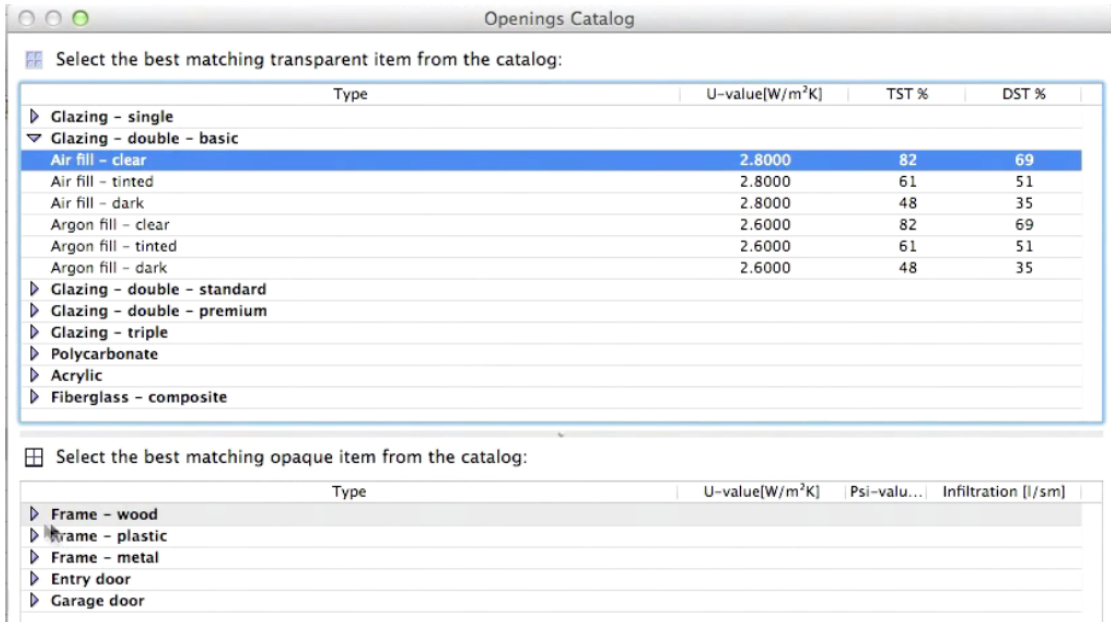 Openings Catalog
Select the best matching transparent item from the catalog:
Type U-value[W/m²K] TST % DST %
Glazing – single
Glazing – double – basic
Air fill – clear 2.8000 82 69
Air fill – tinted 2.8000 61 51
Air fill – dark 2.8000 48 35
Argon fill – clear 2.6000 82 69
Argon fill – tinted 2.6000 61 51
Argon fill – dark 2.6000 48 35
Glazing – double – standard
Glazing – double – premium
Glazing – triple
Polycarbonate
Acrylic
Fiberglass – composite
Select the best matching opaque item from the catalog:
Type U-value[W/m²K] Psi-valu... Infiltration [l/sm]
Frame – wood
Frame – plastic
Frame – metal
Entry door
Garage door